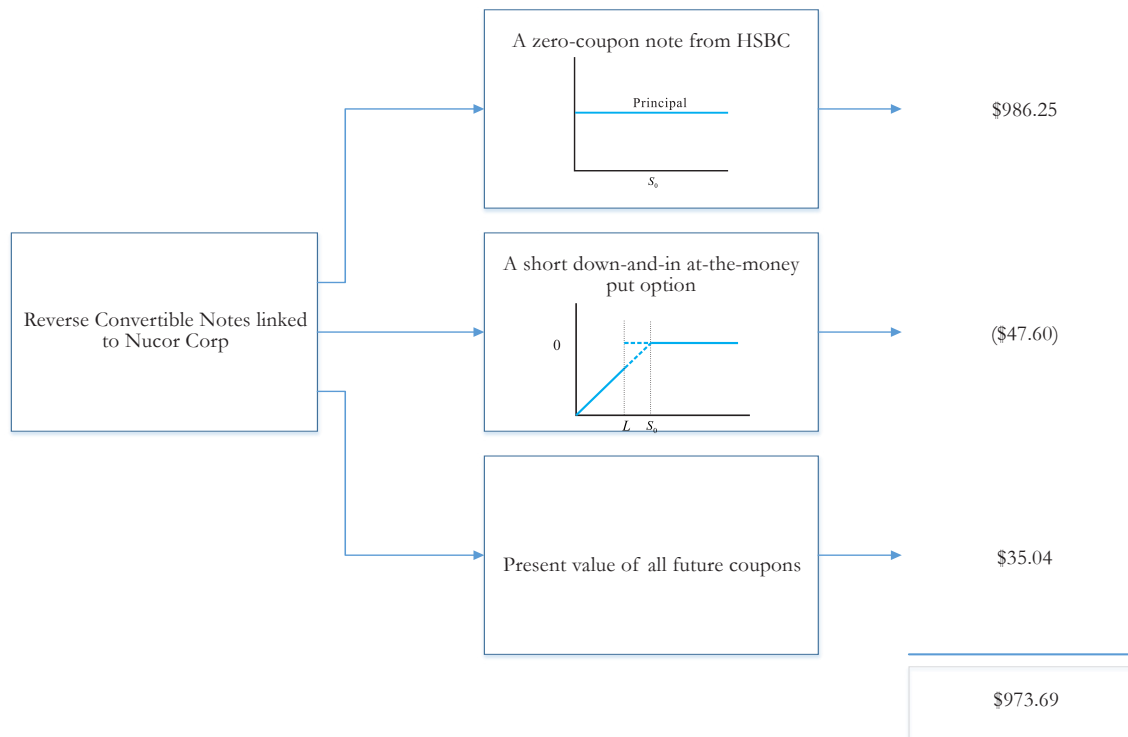 A zero-coupon note from HSBC
Principal
S₀
$986.25
Reverse Convertible Notes linked
to Nucor Corp
A short down-and-in at-the-money
put option
0
L S₀
($47.60)
Present value of all future coupons
$35.04
$973.69